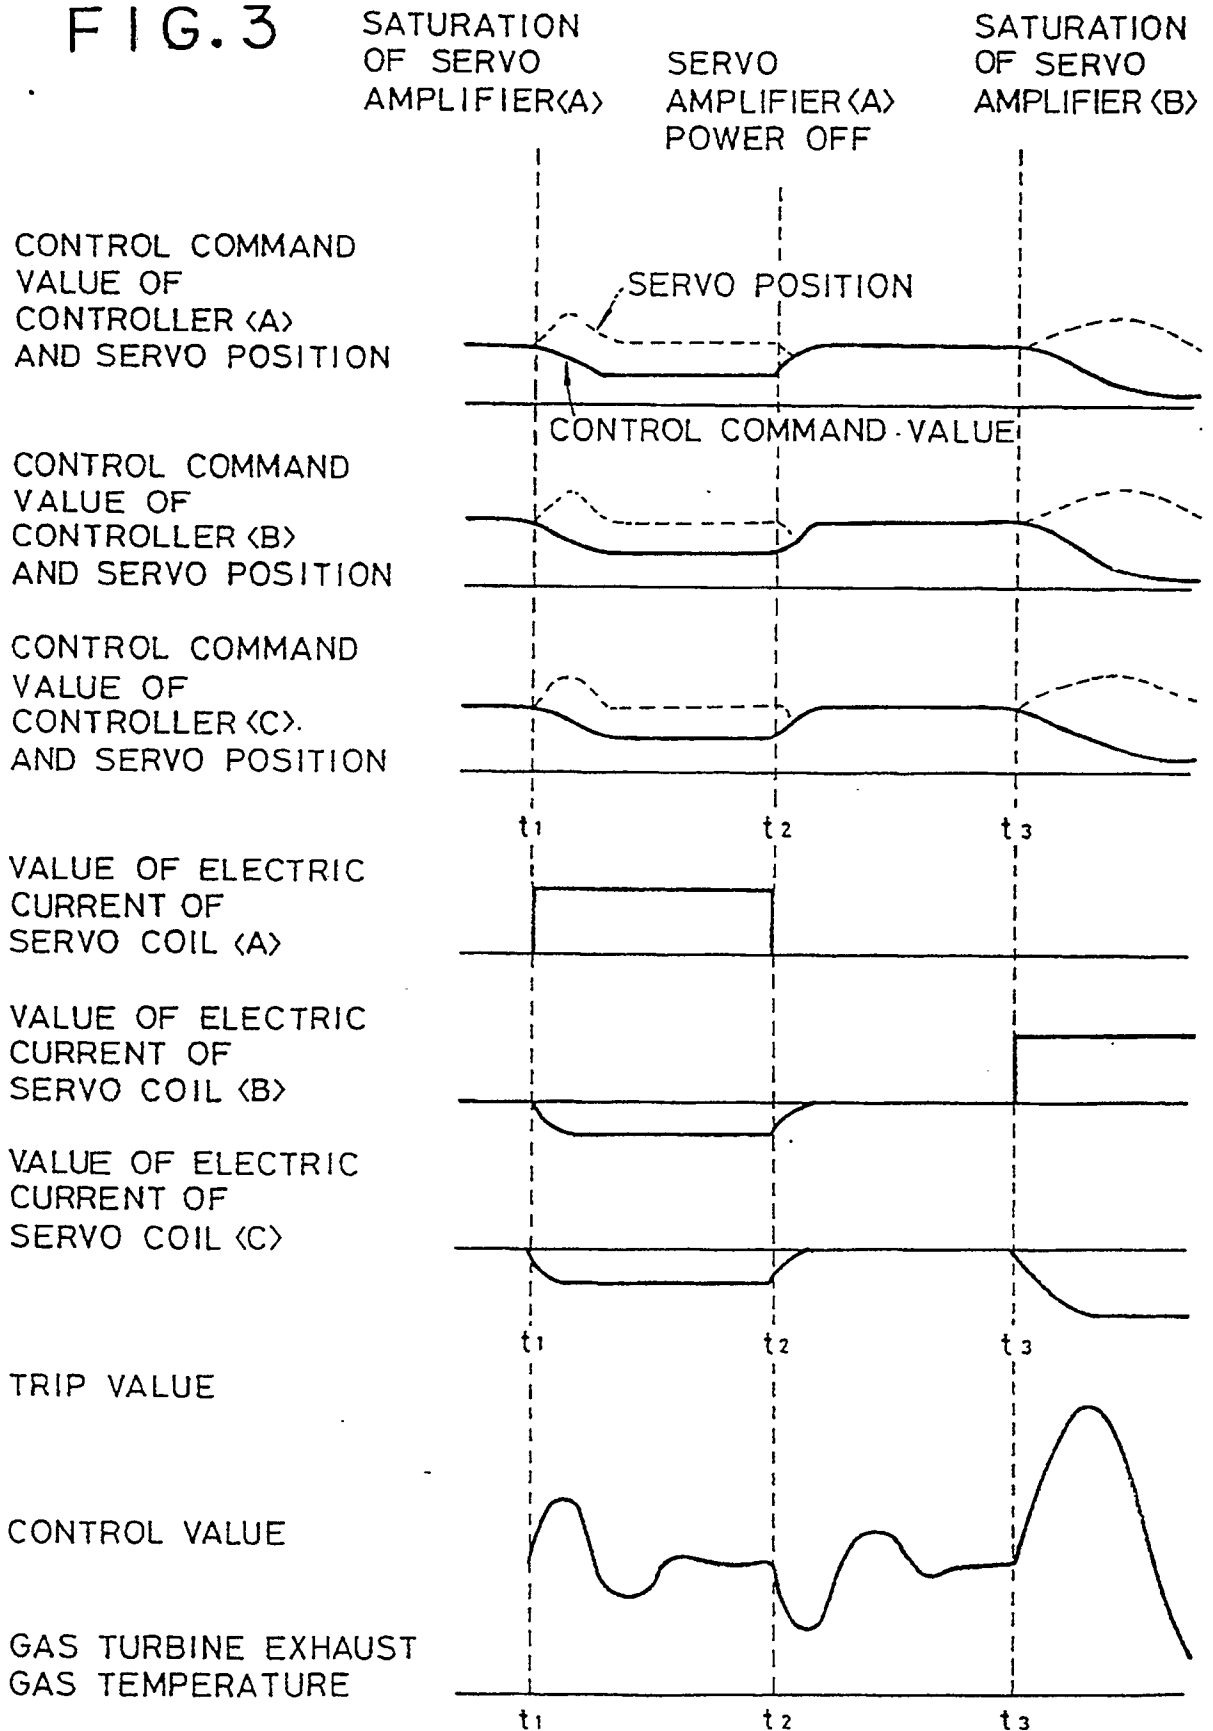 FIG.3
SATURATION
OF SERVO
AMPLIFIER〈A〉
SERVO
AMPLIFIER〈A〉
POWER OFF
SATURATION
OF SERVO
AMPLIFIER〈B〉
CONTROL COMMAND
VALUE OF
CONTROLLER〈A〉
AND SERVO POSITION
SERVO POSITION
CONTROL COMMAND VALUE
CONTROL COMMAND
VALUE OF
CONTROLLER〈B〉
AND SERVO POSITION
CONTROL COMMAND
VALUE OF
CONTROLLER〈C〉
AND SERVO POSITION
t1 t2 t3
VALUE OF ELECTRIC
CURRENT OF
SERVO COIL〈A〉
VALUE OF ELECTRIC
CURRENT OF
SERVO COIL〈B〉
VALUE OF ELECTRIC
CURRENT OF
SERVO COIL〈C〉
t1 t2 t3
TRIP VALUE
CONTROL VALUE
GAS TURBINE EXHAUST
GAS TEMPERATURE
t1 t2 t3